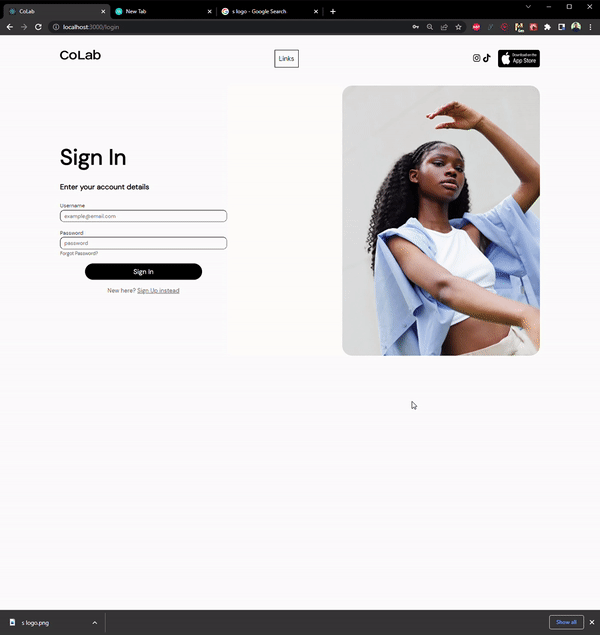 CoLab
New Tab
s logo - Google Search
localhost:3000/login
CoLab
Links
Download on the
App Store
Sign In
Enter your account details
Username
example@email.com
Password
password
Forgot Password?
Sign in
New here? Sign Up instead
s logo.png
Show all